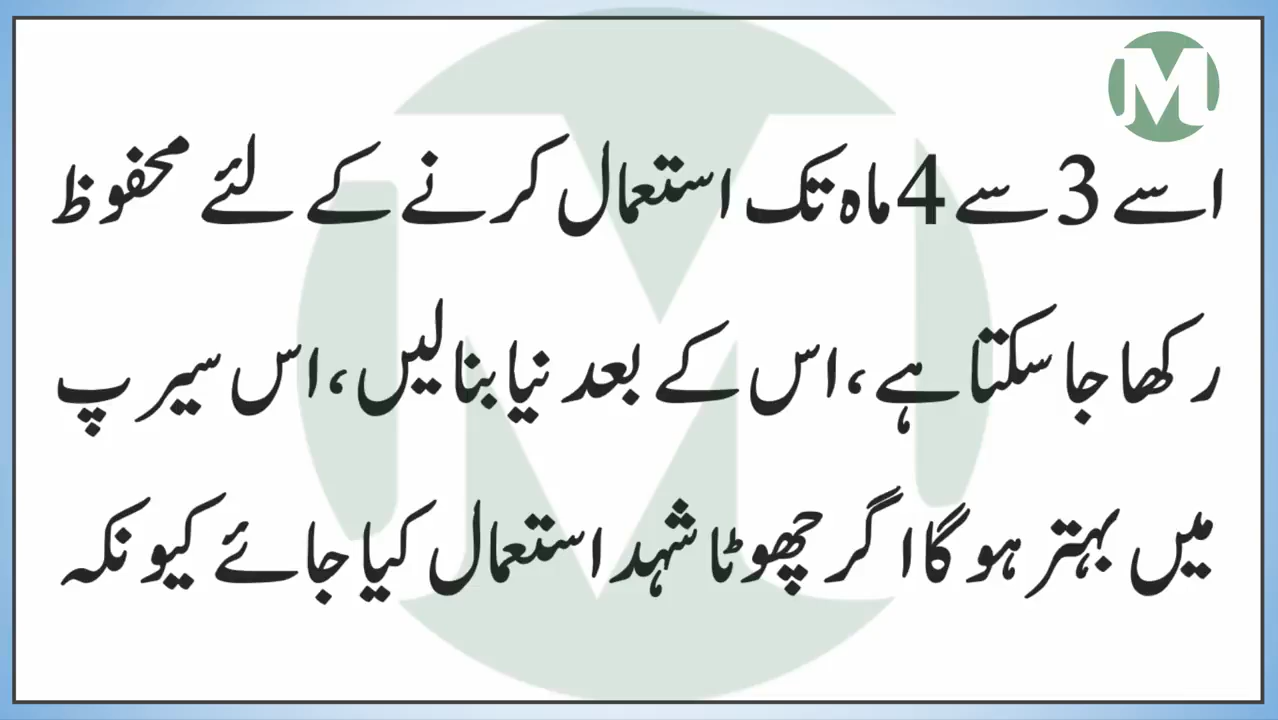 M
اسے 3 سے 4 ماہ تک استعمال کرنے کے لئے محفوظ
رکھا جا سکتا ہے، اس کے بعد نیا بنا لیں، اس سیرپ
میں بہتر ہو گا اگر چھوٹا شہد استعمال کیا جائے کیونکہ